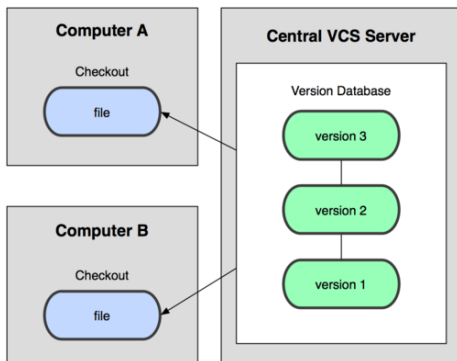 Computer A
Checkout
file
Computer B
Checkout
file
Central VCS Server
Version Database
version 3
version 2
version 1